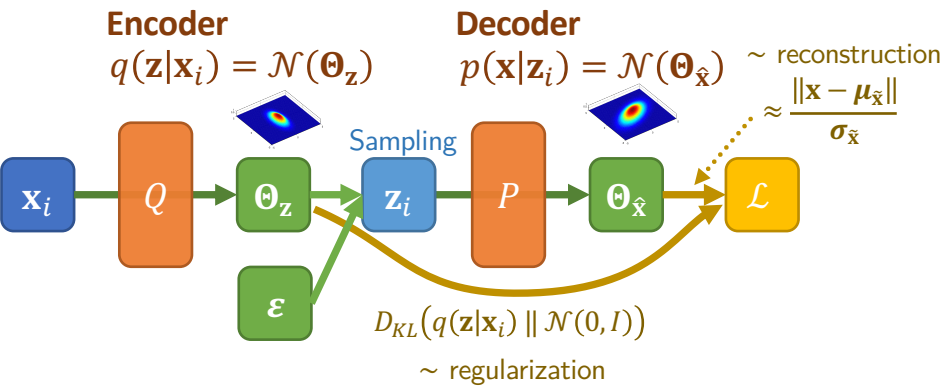 Encoder
q(𝐳|𝐱ᵢ) = 𝒩(𝚯_𝐳)
Decoder
p(𝐱|𝐳ᵢ) = 𝒩(𝚯_𝐱̂)
~ reconstruction
≈ ‖𝐱 − 𝝁_𝐱̃‖ / 𝝈_𝐱̃
Sampling
𝐱ᵢ
Q
𝚯_𝐳
𝐳ᵢ
P
𝚯_𝐱̂
ℒ
𝜺
D_KL(q(𝐳|𝐱ᵢ) ‖ 𝒩(0, I))
~ regularization